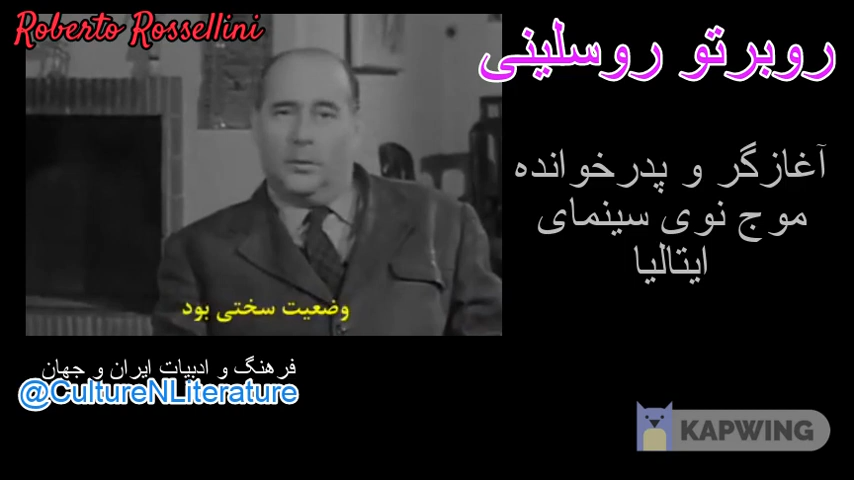 Roberto Rossellini
روبرتو روسلینی
آغازگر و پدرخوانده
موج نوی سینمای
ایتالیا
وضعیت سختی بود
فرهنگ و ادبیات ایران و جهان
@CultureNLiterature
KAPWING